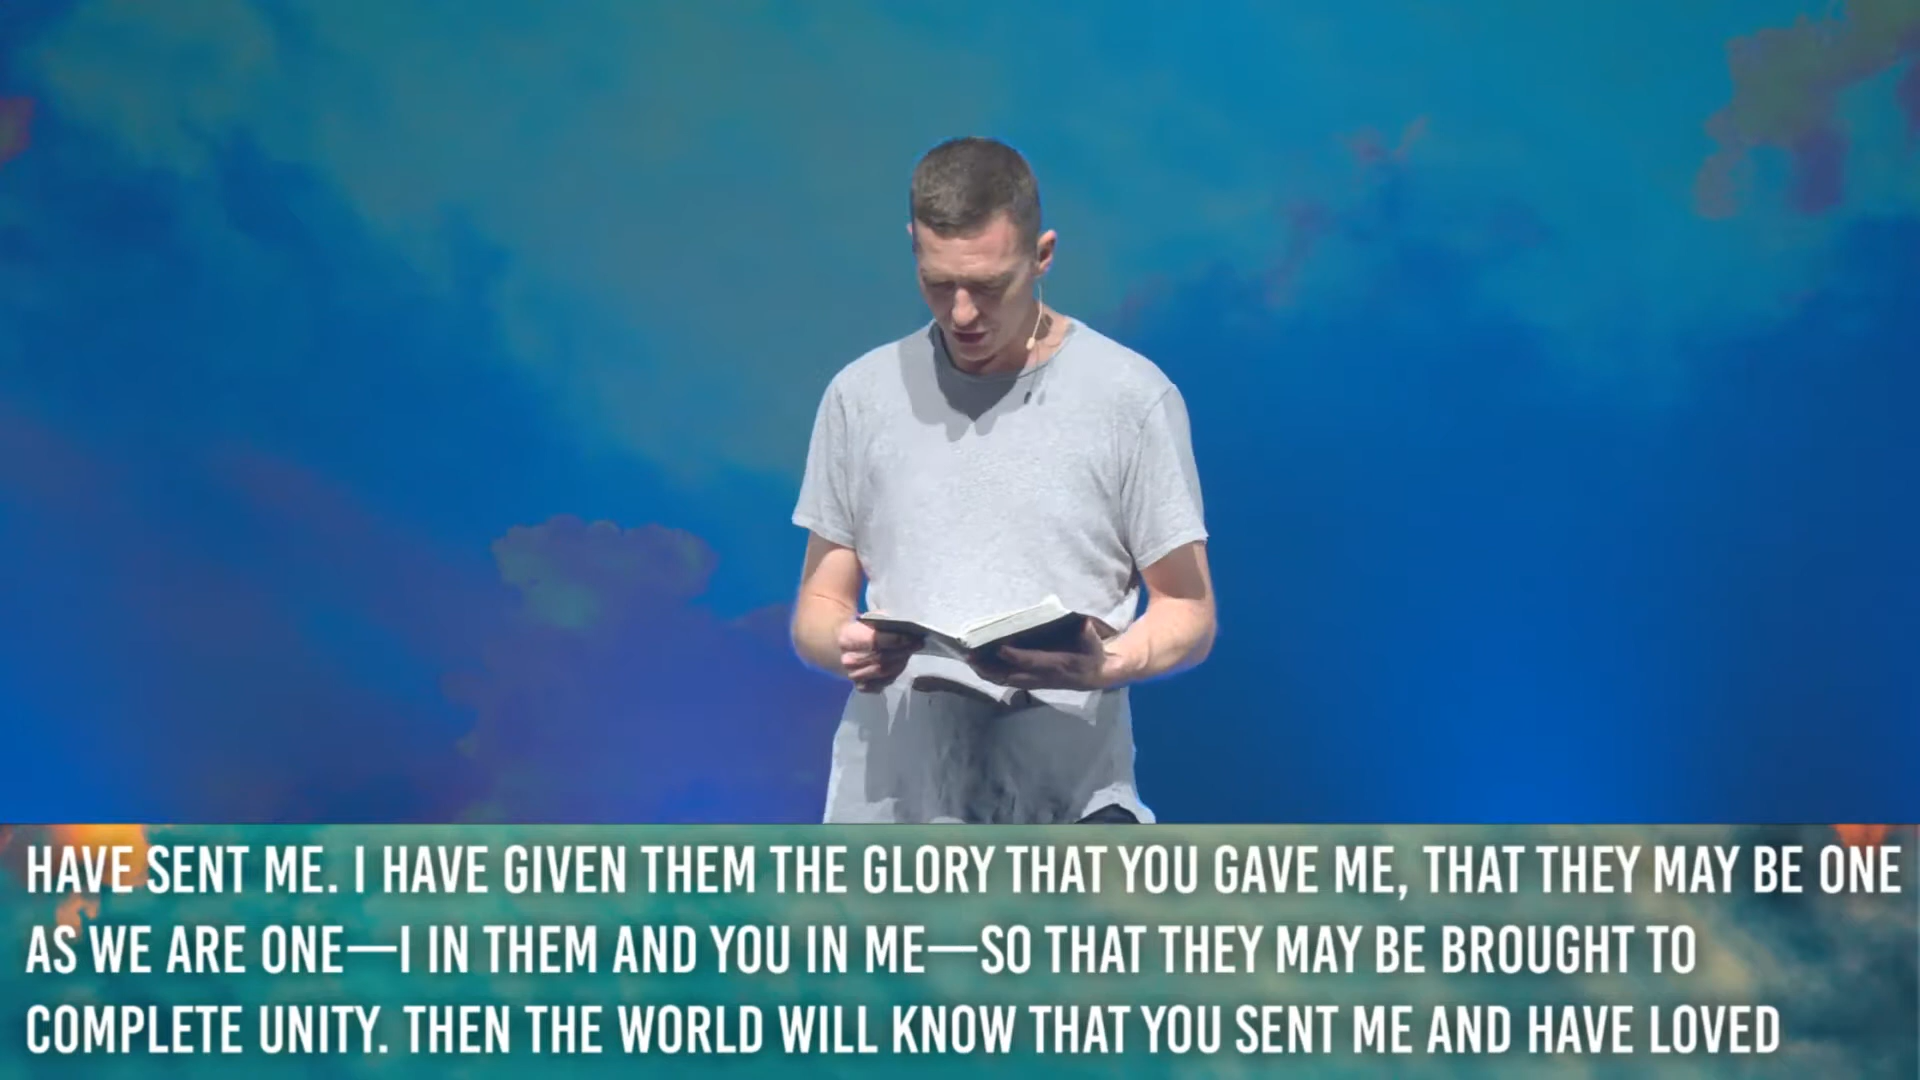 HAVE SENT ME. I HAVE GIVEN THEM THE GLORY THAT YOU GAVE ME, THAT THEY MAY BE ONE
AS WE ARE ONE—I IN THEM AND YOU IN ME—SO THAT THEY MAY BE BROUGHT TO
COMPLETE UNITY. THEN THE WORLD WILL KNOW THAT YOU SENT ME AND HAVE LOVED